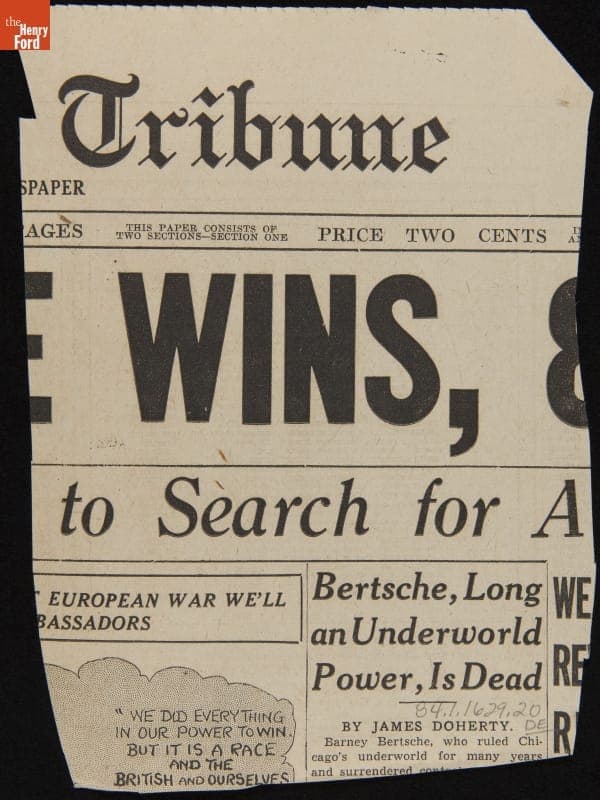 the
Henry
Ford
Tribune
SPAPER
AGES
THIS PAPER CONSISTS OF
TWO SECTIONS—SECTION ONE
PRICE TWO CENTS
E WINS, 8
to Search for A
T EUROPEAN WAR WE'LL
BASSADORS
"WE DID EVERYTHING
IN OUR POWER TO WIN.
BUT IT IS A RACE
AND THE
BRITISH AND OURSELVES
Bertsche, Long
an Underworld
Power, Is Dead
84.1.1629.20
DE
BY JAMES DOHERTY.
Barney Bertsche, who ruled Chi-
cago's underworld for many years
and surrendered
WE
RE
R